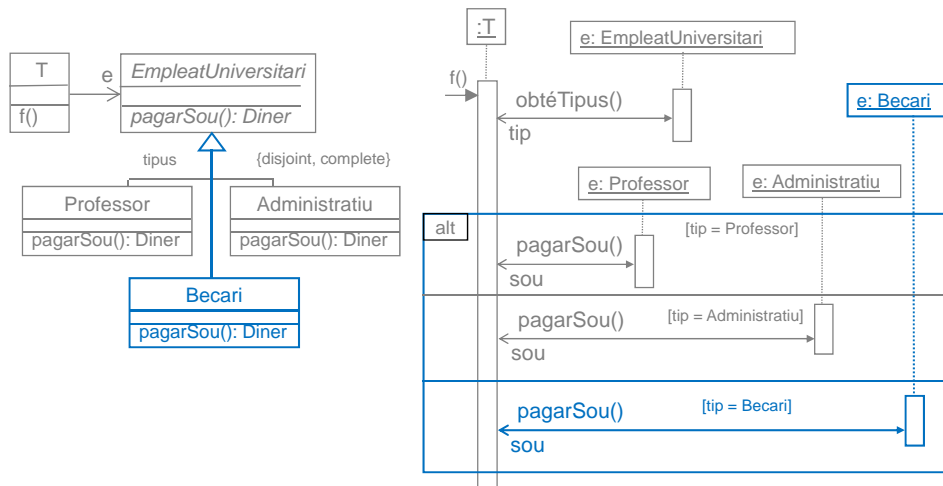 T
f()
e
EmpleatUniversitari
pagarSou(): Diner
tipus
{disjoint, complete}
Professor
pagarSou(): Diner
Administratiu
pagarSou(): Diner
Becari
pagarSou(): Diner
:T
e: EmpleatUniversitari
f()
obtéTipus()
tip
e: Becari
e: Professor
e: Administratiu
alt
[tip = Professor]
pagarSou()
sou
pagarSou()
[tip = Administratiu]
sou
pagarSou()
[tip = Becari]
sou